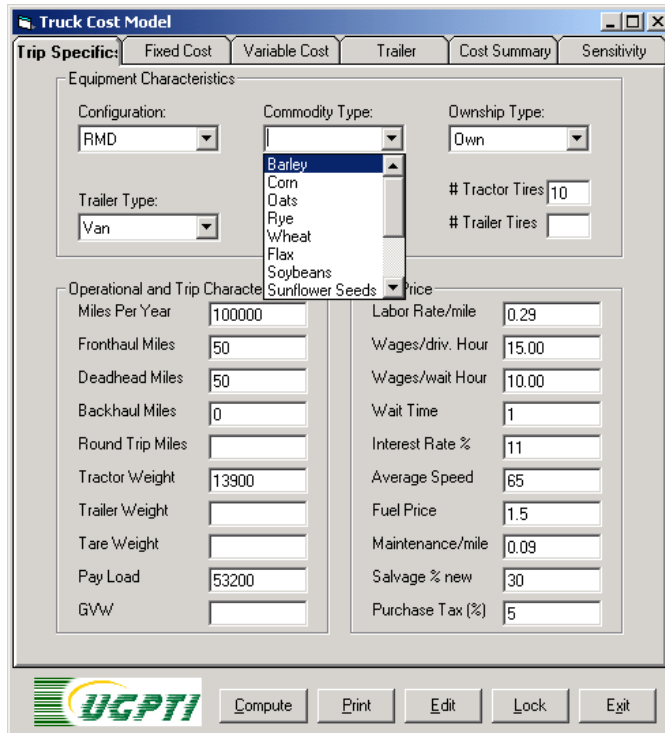 Truck Cost Model
Trip Specific Fixed Cost Variable Cost Trailer Cost Summary Sensitivity
Equipment Characteristics
Configuration: Commodity Type: Ownship Type:
RMD Own
Barley
Corn
Oats
Rye
Wheat
Flax
Soybeans
Sunflower Seeds
Trailer Type:
Van
# Tractor Tires 10
# Trailer Tires
Operational and Trip Characte
Miles Per Year 100000
Fronthaul Miles 50
Deadhead Miles 50
Backhaul Miles 0
Round Trip Miles
Tractor Weight 13900
Trailer Weight
Tare Weight
Pay Load 53200
GVW
Price
Labor Rate/mile 0.29
Wages/driv. Hour 15.00
Wages/wait Hour 10.00
Wait Time 1
Interest Rate % 11
Average Speed 65
Fuel Price 1.5
Maintenance/mile 0.09
Salvage % new 30
Purchase Tax (%) 5
UGPTI Compute Print Edit Lock Exit